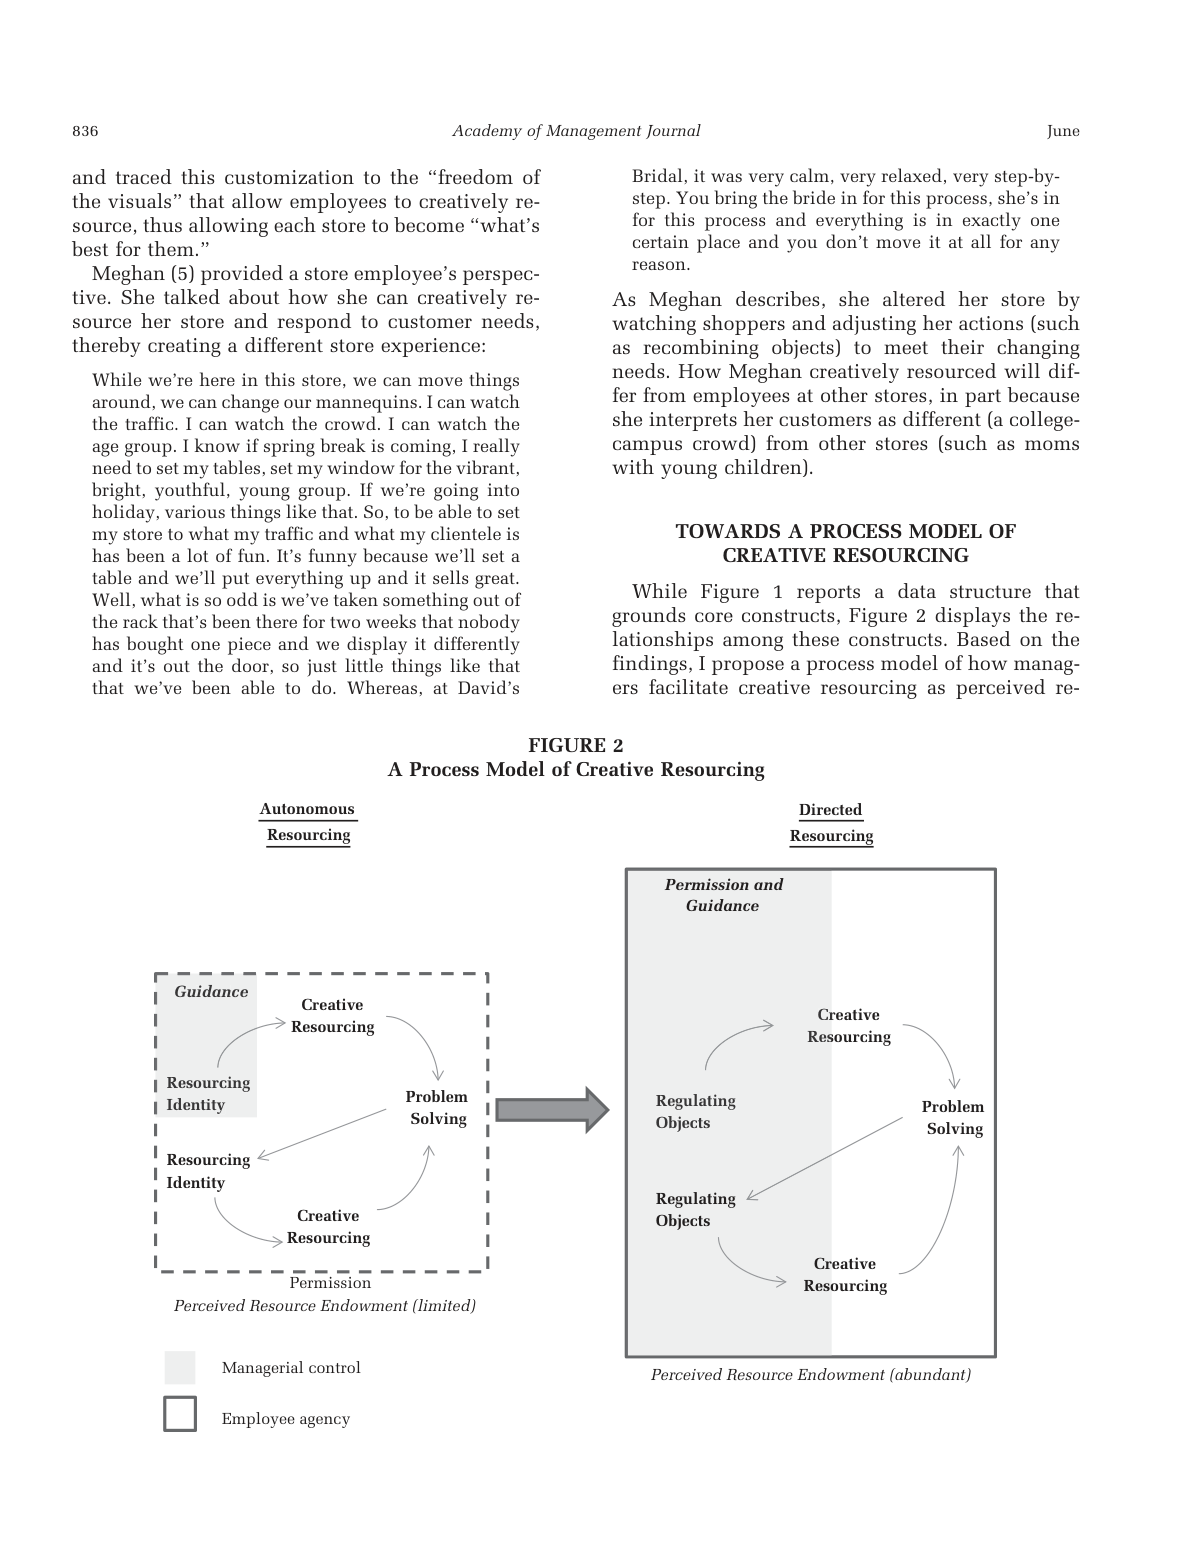 836
Academy of Management Journal
June
and traced this customization to the “freedom of
the visuals” that allow employees to creatively re-
source, thus allowing each store to become “what’s
best for them.”
Meghan (5) provided a store employee’s perspec-
tive. She talked about how she can creatively re-
source her store and respond to customer needs,
thereby creating a different store experience:
While we’re here in this store, we can move things
around, we can change our mannequins. I can watch
the traffic. I can watch the crowd. I can watch the
age group. I know if spring break is coming, I really
need to set my tables, set my window for the vibrant,
bright, youthful, young group. If we’re going into
holiday, various things like that. So, to be able to set
my store to what my traffic and what my clientele is
has been a lot of fun. It’s funny because we’ll set a
table and we’ll put everything up and it sells great.
Well, what is so odd is we’ve taken something out of
the rack that’s been there for two weeks that nobody
has bought one piece and we display it differently
and it’s out the door, so just little things like that
that we’ve been able to do. Whereas, at David’s
Bridal, it was very calm, very relaxed, very step-by-
step. You bring the bride in for this process, she’s in
for this process and everything is in exactly one
certain place and you don’t move it at all for any
reason.
As Meghan describes, she altered her store by
watching shoppers and adjusting her actions (such
as recombining objects) to meet their changing
needs. How Meghan creatively resourced will dif-
fer from employees at other stores, in part because
she interprets her customers as different (a college-
campus crowd) from other stores (such as moms
with young children).
TOWARDS A PROCESS MODEL OF
CREATIVE RESOURCING
While Figure 1 reports a data structure that
grounds core constructs, Figure 2 displays the re-
lationships among these constructs. Based on the
findings, I propose a process model of how manag-
ers facilitate creative resourcing as perceived re-
FIGURE 2
A Process Model of Creative Resourcing
Autonomous
Resourcing
Guidance
Creative
Resourcing
Resourcing
Identity
Problem
Solving
Resourcing
Identity
Creative
Resourcing
Permission
Perceived Resource Endowment (limited)
Directed
Resourcing
Permission and
Guidance
Creative
Resourcing
Regulating
Objects
Problem
Solving
Regulating
Objects
Creative
Resourcing
Perceived Resource Endowment (abundant)
Managerial control
Employee agency